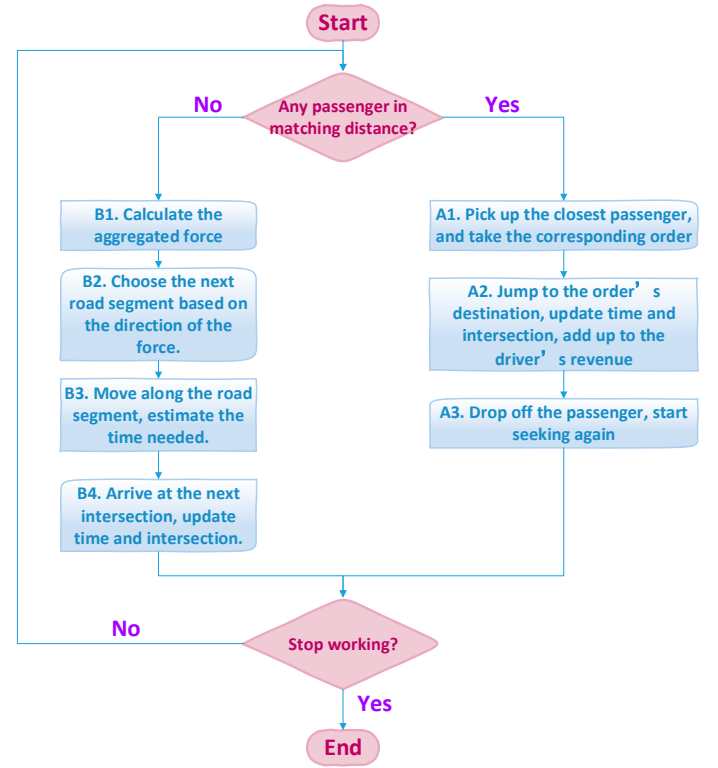 Start
Any passenger in
matching distance?
No
Yes
B1. Calculate the
aggregated force
B2. Choose the next
road segment based on
the direction of the
force.
B3. Move along the road
segment, estimate the
time needed.
B4. Arrive at the next
intersection, update
time and intersection.
A1. Pick up the closest passenger,
and take the corresponding order
A2. Jump to the order’s
destination, update time and
intersection, add up to the
driver’s revenue
A3. Drop off the passenger, start
seeking again
No
Stop working?
Yes
End